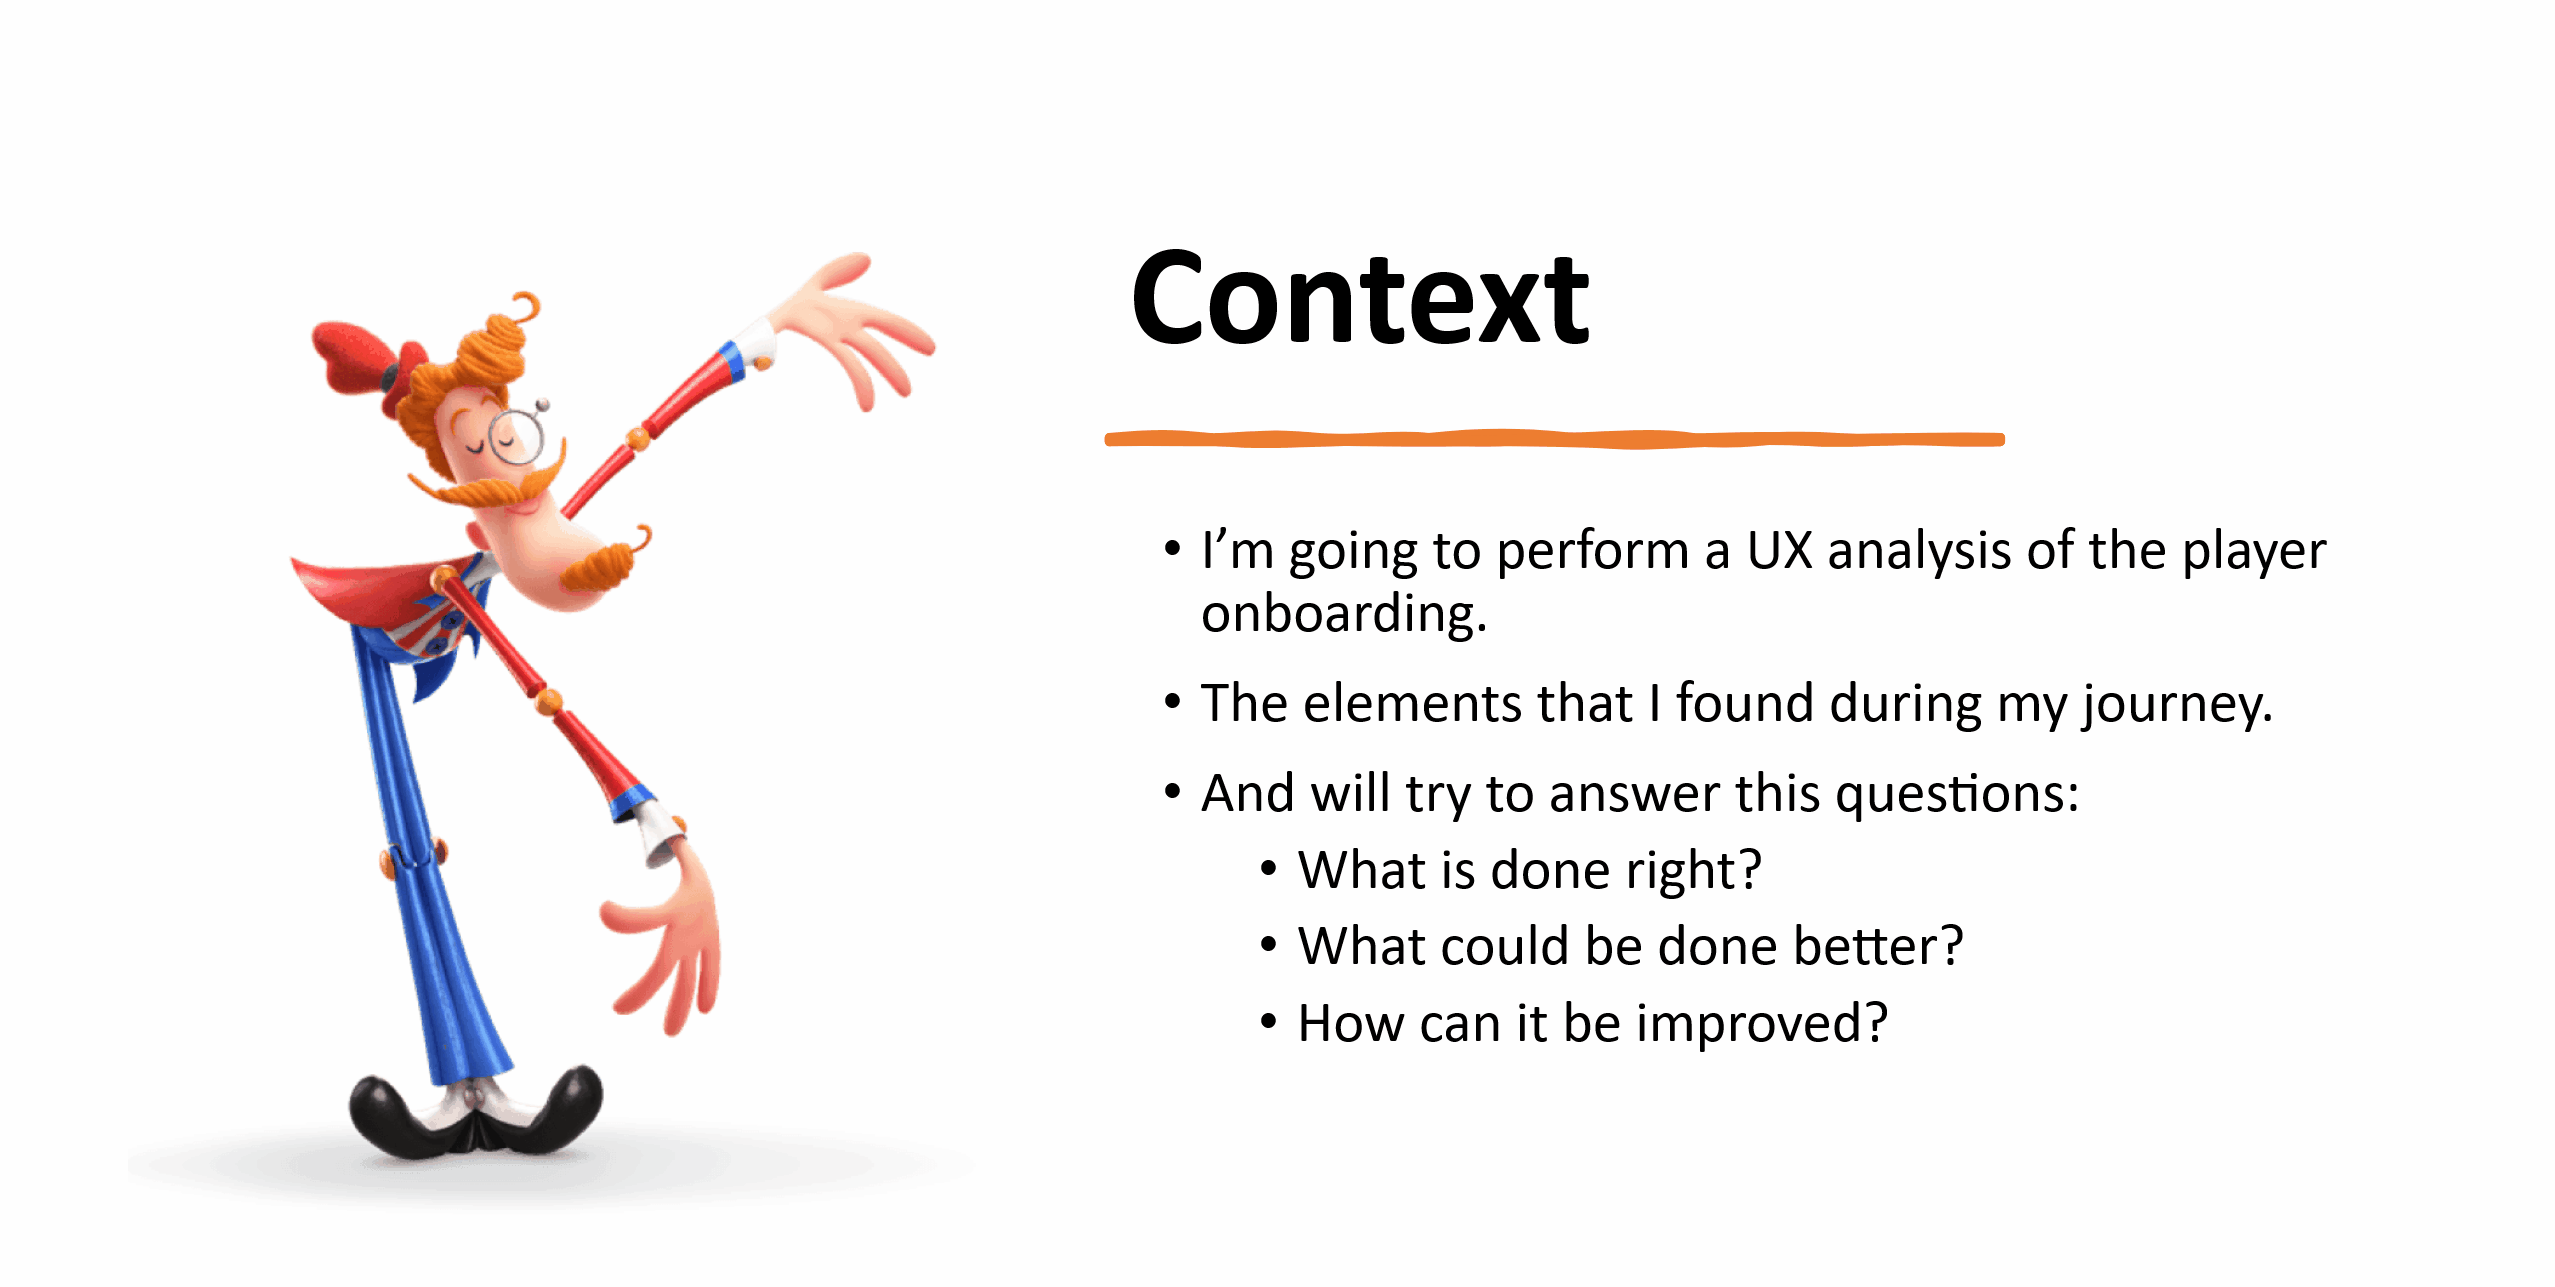 Context
• I’m going to perform a UX analysis of the player
onboarding.
• The elements that I found during my journey.
• And will try to answer this questions:
• What is done right?
• What could be done better?
• How can it be improved?